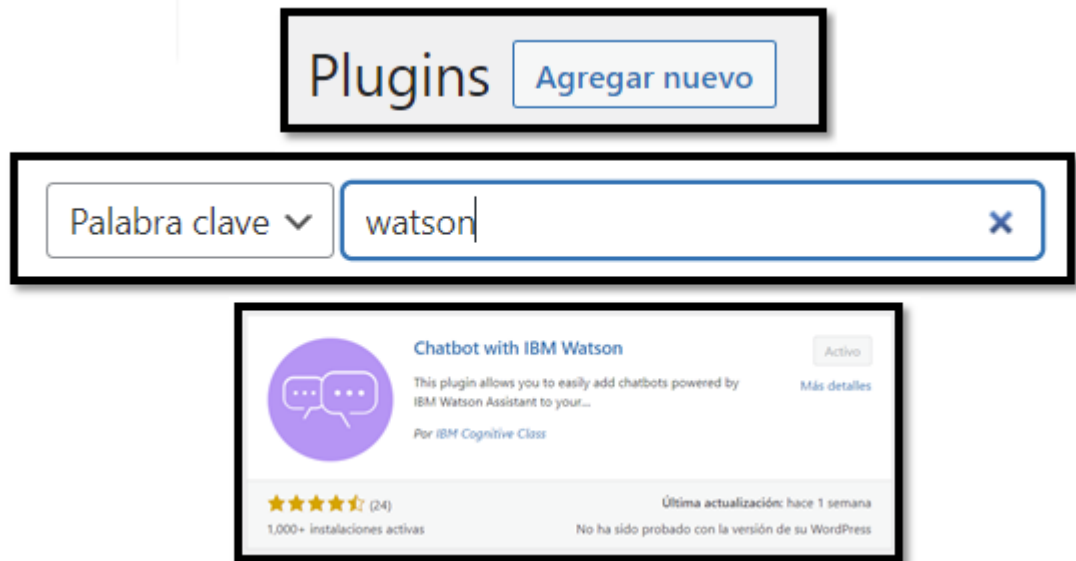 Plugins Agregar nuevo
Palabra clave watson
Chatbot with IBM Watson
Activo
This plugin allows you to easily add chatbots powered by
Más detalles
IBM Watson Assistant to your...
Por IBM Cognitive Class
(24)
Última actualización: hace 1 semana
1,000+ instalaciones activas
No ha sido probado con la versión de su WordPress